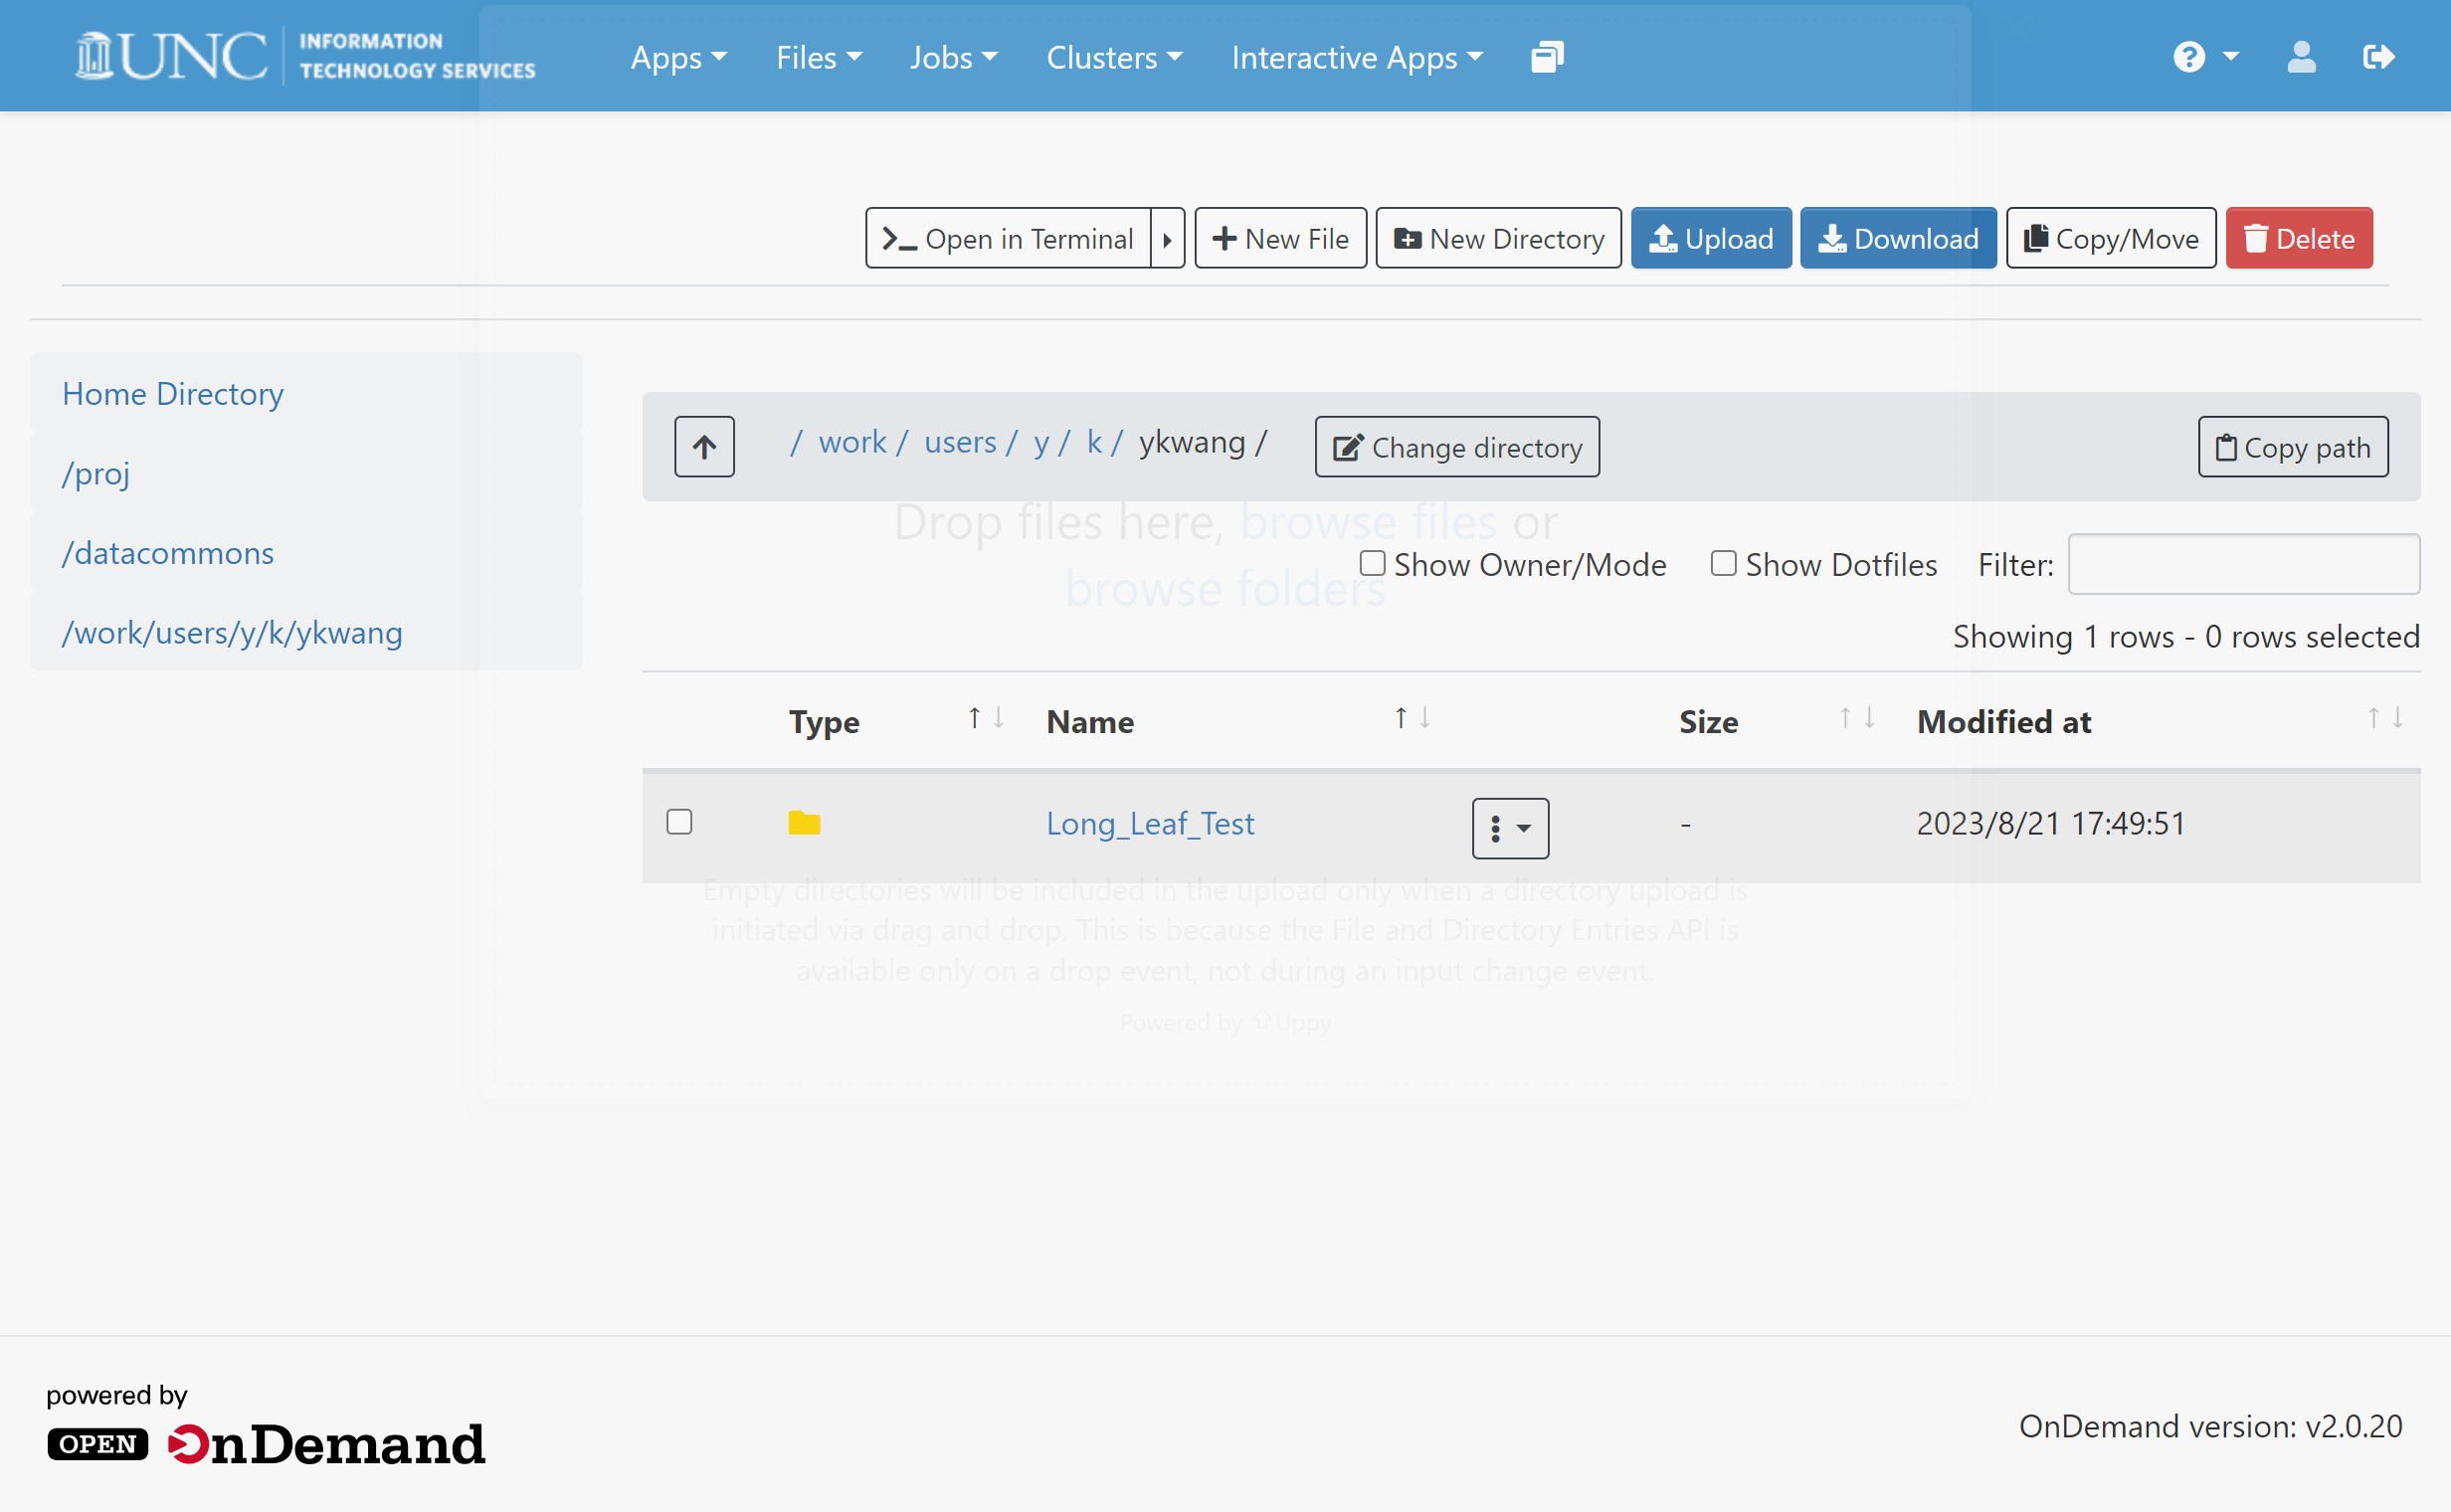 UNC INFORMATION
TECHNOLOGY SERVICES
Apps Files Jobs Clusters Interactive Apps
Open in Terminal New File New Directory Upload Download Copy/Move Delete
Home Directory
/proj
/datacommons
/work/users/y/k/ykwang
/ work / users / y / k / ykwang / Change directory Copy path
Drop files here, browse files or
browse folders
Show Owner/Mode Show Dotfiles Filter:
Showing 1 rows - 0 rows selected
Type Name Size Modified at
Long_Leaf_Test - 2023/8/21 17:49:51
Empty directories will be included in the upload only when a directory upload is
initiated via drag and drop. This is because the File and Directory Entries API is
available only on a drop event, not during an input change event.
Powered by Uppy
powered by
OPEN OnDemand
OnDemand version: v2.0.20